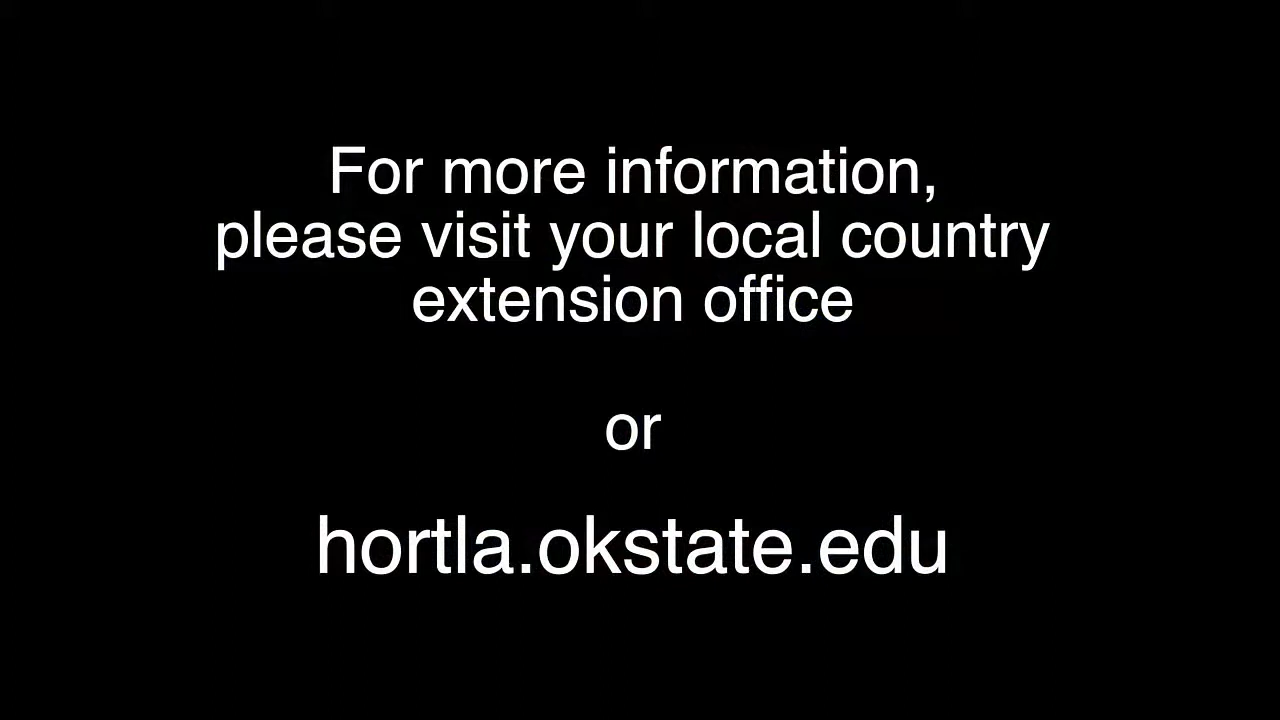 For more information,
please visit your local country
extension office
or
hortla.okstate.edu